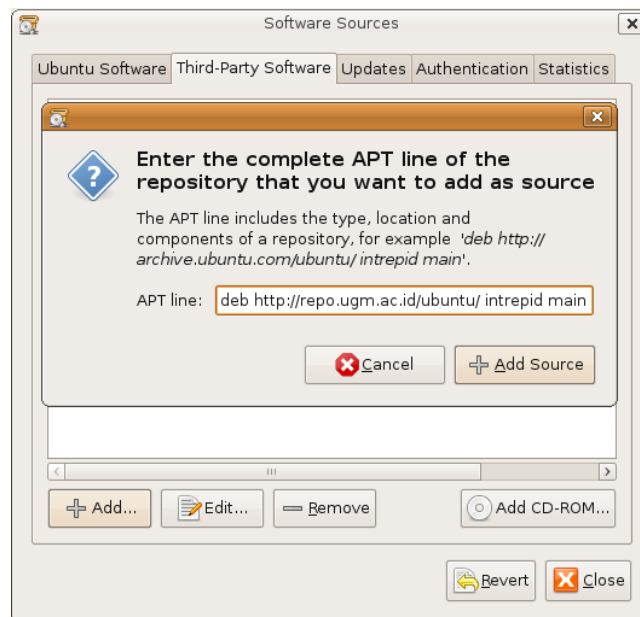 Software Sources
Ubuntu Software Third-Party Software Updates Authentication Statistics
Enter the complete APT line of the
repository that you want to add as source
The APT line includes the type, location and
components of a repository, for example 'deb http://
archive.ubuntu.com/ubuntu/ intrepid main'.
APT line: deb http://repo.ugm.ac.id/ubuntu/ intrepid main
Cancel Add Source
Add... Edit... Remove Add CD-ROM...
Revert Close